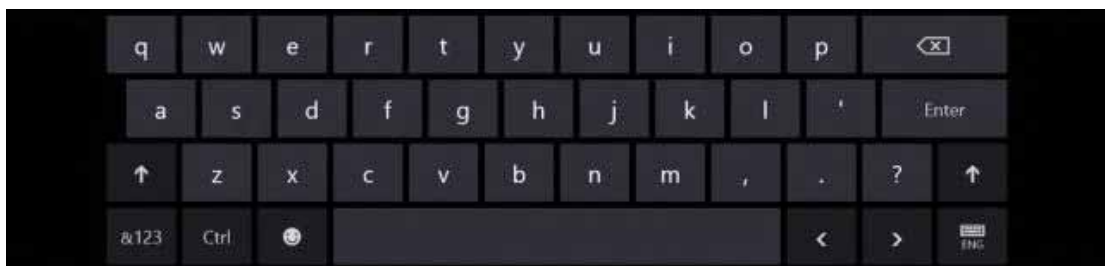 q w e r t y u i o p
a s d f g h j k l ' Enter
z x c v b n m , . ?
&123 Ctrl < > ENG